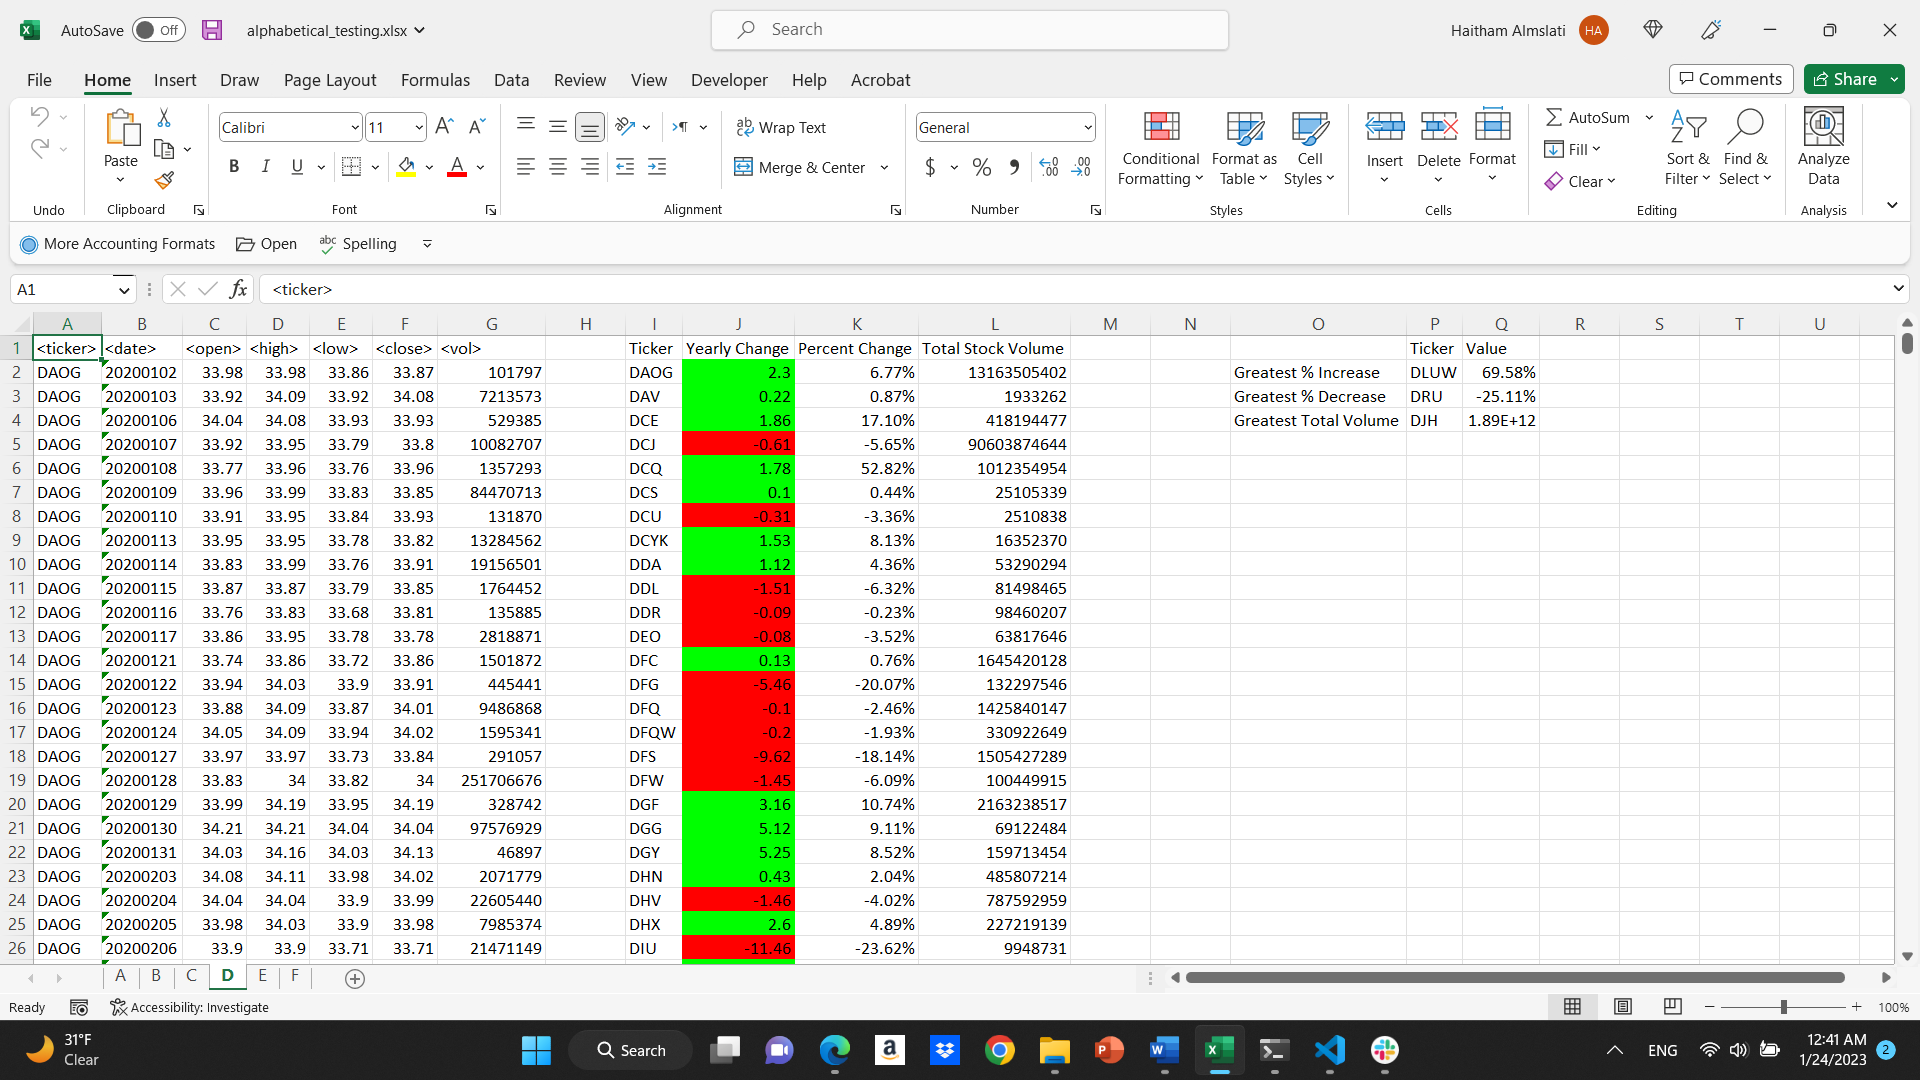 AutoSave Off alphabetical_testing.xlsx Search Haitham Almslati HA
File Home Insert Draw Page Layout Formulas Data Review View Developer Help Acrobat Comments Share
Calibri 11 Wrap Text General AutoSum
Paste B I U A Merge & Center $ % Conditional Formatting Format as Table Cell Styles Insert Delete Format Fill Clear Sort & Filter Find & Select Analyze Data
Undo Clipboard Font Alignment Number Styles Cells Editing Analysis
More Accounting Formats Open Spelling
A1 fx <ticker>
A B C D E F G H I J K L M N O P Q R S T U
1 <ticker> <date> <open> <high> <low> <close> <vol> Ticker Yearly Change Percent Change Total Stock Volume Ticker Value
2 DAOG 20200102 33.98 33.98 33.86 33.87 101797 DAOG 2.3 6.77% 13163505402 Greatest % Increase DLUW 69.58%
3 DAOG 20200103 33.92 34.09 33.92 34.08 7213573 DAV 0.22 0.87% 1933262 Greatest % Decrease DRU -25.11%
4 DAOG 20200106 34.04 34.08 33.93 33.93 529385 DCE 1.86 17.10% 418194477 Greatest Total Volume DJH 1.89E+12
5 DAOG 20200107 33.92 33.95 33.79 33.8 10082707 DCJ -0.61 -5.65% 90603874644
6 DAOG 20200108 33.77 33.96 33.76 33.96 1357293 DCQ 1.78 52.82% 1012354954
7 DAOG 20200109 33.96 33.99 33.83 33.85 84470713 DCS 0.1 0.44% 25105339
8 DAOG 20200110 33.91 33.95 33.84 33.93 131870 DCU -0.31 -3.36% 2510838
9 DAOG 20200113 33.95 33.95 33.78 33.82 13284562 DCYK 1.53 8.13% 16352370
10 DAOG 20200114 33.83 33.99 33.76 33.91 19156501 DDA 1.12 4.36% 53290294
11 DAOG 20200115 33.87 33.87 33.79 33.85 1764452 DDL -1.51 -6.32% 81498465
12 DAOG 20200116 33.76 33.83 33.68 33.81 135885 DDR -0.09 -0.23% 98460207
13 DAOG 20200117 33.86 33.95 33.78 33.78 2818871 DEO -0.08 -3.52% 63817646
14 DAOG 20200121 33.74 33.86 33.72 33.86 1501872 DFC 0.13 0.76% 1645420128
15 DAOG 20200122 33.94 34.03 33.9 33.91 445441 DFG -5.46 -20.07% 132297546
16 DAOG 20200123 33.88 34.09 33.87 34.01 9486868 DFQ -0.1 -2.46% 1425840147
17 DAOG 20200124 34.05 34.09 33.94 34.02 1595341 DFQW -0.2 -1.93% 330922649
18 DAOG 20200127 33.97 33.97 33.73 33.84 291057 DFS -9.62 -18.14% 1505427289
19 DAOG 20200128 33.83 34 33.82 34 251706676 DFW -1.45 -6.09% 100449915
20 DAOG 20200129 33.99 34.19 33.95 34.19 328742 DGF 3.16 10.74% 2163238517
21 DAOG 20200130 34.21 34.21 34.04 34.04 97576929 DGG 5.12 9.11% 69122484
22 DAOG 20200131 34.03 34.16 34.03 34.13 46897 DGY 5.25 8.52% 159713454
23 DAOG 20200203 34.08 34.11 33.98 34.02 2071779 DHN 0.43 2.04% 485807214
24 DAOG 20200204 34.04 34.04 33.9 33.99 22605440 DHV -1.46 -4.02% 787592959
25 DAOG 20200205 33.98 34.03 33.9 33.98 7985374 DHX 2.6 4.89% 227219139
26 DAOG 20200206 33.9 33.9 33.71 33.71 21471149 DIU -11.46 -23.62% 9948731
A B C D E F
Ready Accessibility: Investigate 100%
31°F
Clear
Search
ENG
12:41 AM
1/24/2023
2